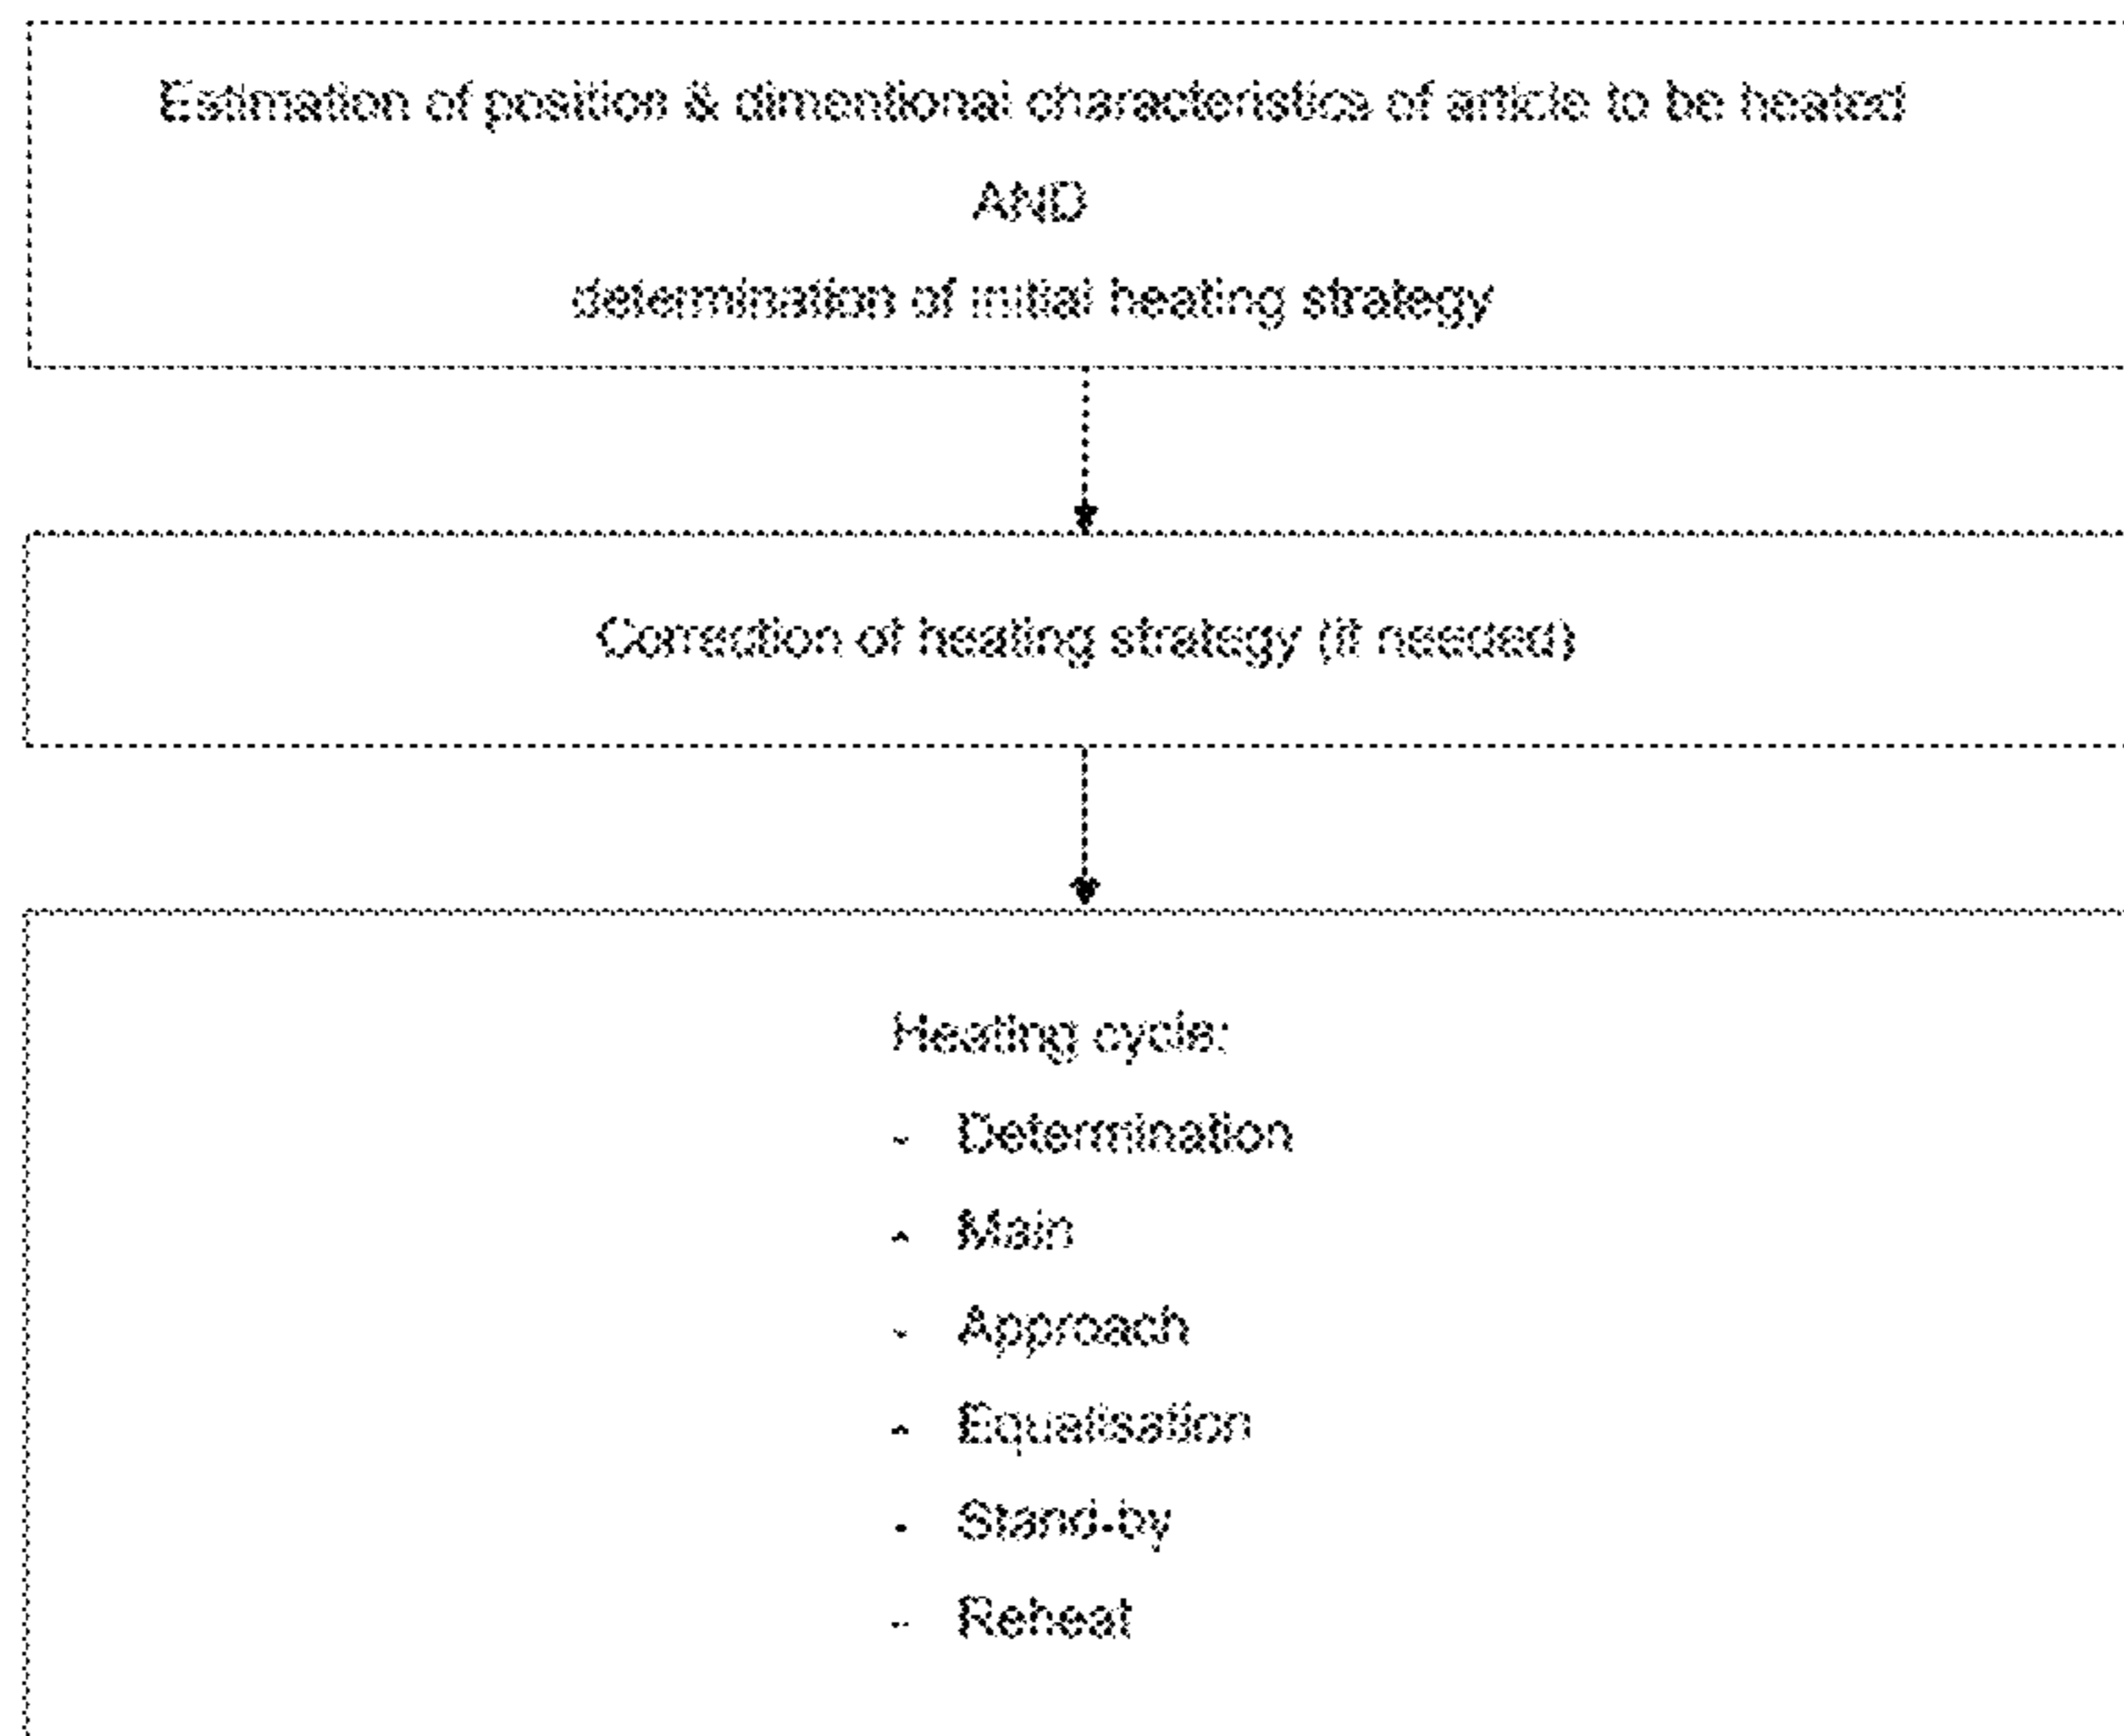 Estimation of position & dimentional characteristics of article to be heated
AND
determination of initial heating strategy
Correction of heating strategy (if needed)
Heating cycle:
- Determination
- Main
- Approach
- Equalisation
- Stand-by
- Reheat